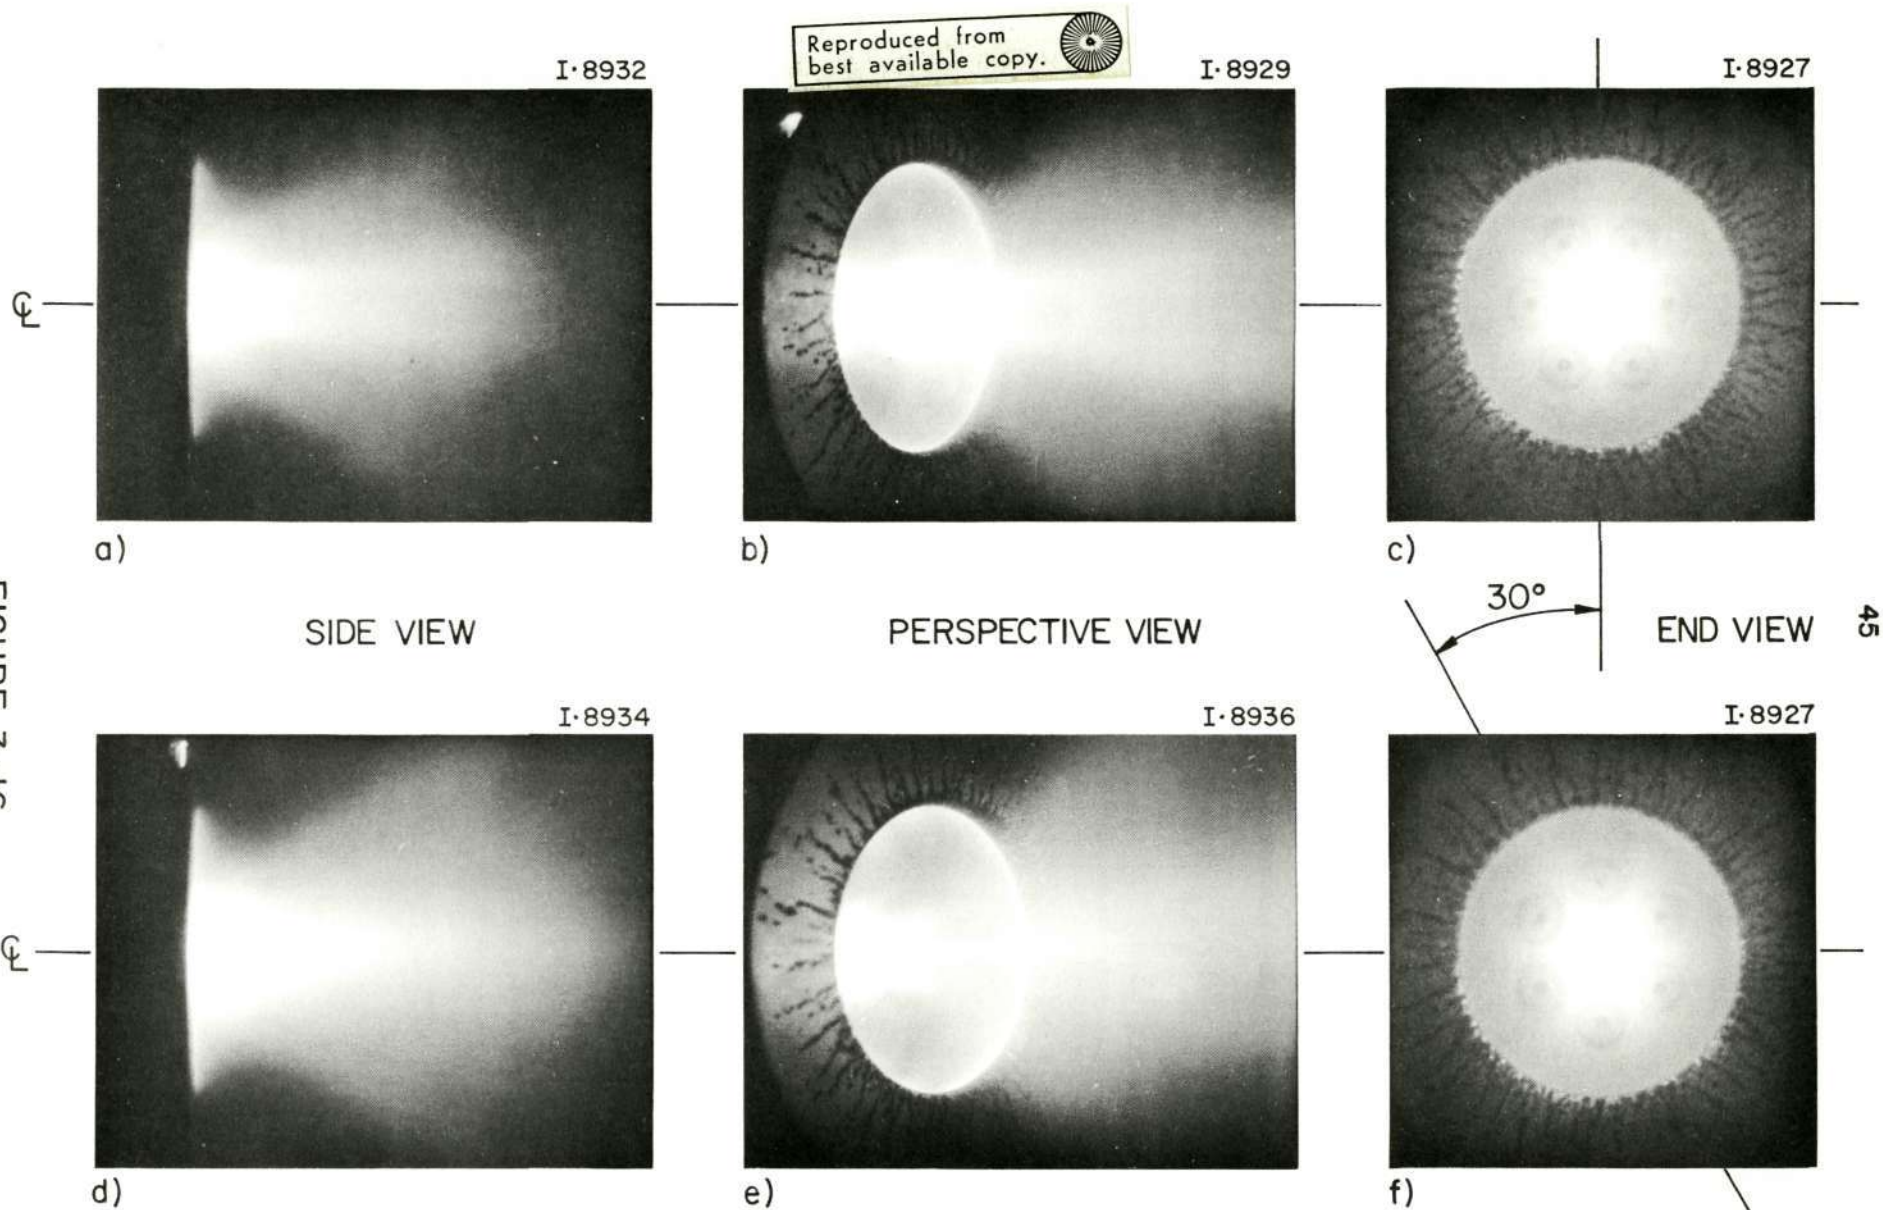 Reproduced from
best available copy.
I·8932
I·8929
I·8927
℄
a)
b)
c)
30°
SIDE VIEW
PERSPECTIVE VIEW
END VIEW
45
I·8934
I·8936
I·8927
℄
d)
e)
f)